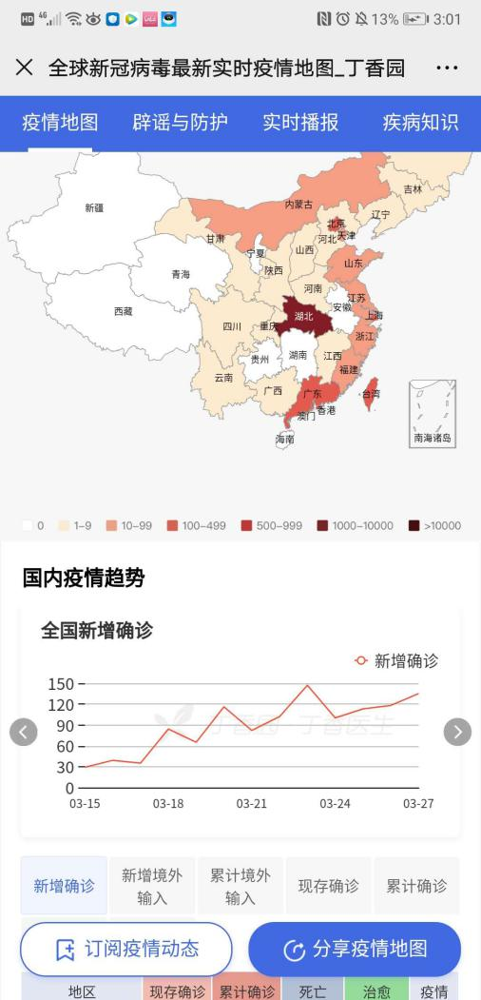 HD 4G 13% 3:01
全球新冠病毒最新实时疫情地图_丁香园
疫情地图 辟谣与防护 实时播报 疾病知识
吉林
新疆
内蒙古
辽宁
北京
甘肃
河北 天津
宁夏 山西
山东
青海
陕西
河南
江苏
西藏
湖北
安徽
上海
四川
重庆
浙江
贵州
湖南
江西
福建
云南
广西
广东
台湾
香港
澳门
海南
南海诸岛
0 1-9 10-99 100-499 500-999 1000-10000 >10000
国内疫情趋势
全国新增确诊
新增确诊
150
120
90
丁香园 丁香医生
60
30
0
03-15 03-18 03-21 03-24 03-27
新增确诊 新增境外输入 累计境外输入 现存确诊 累计确诊
订阅疫情动态 分享疫情地图
地区 现存确诊 累计确诊 死亡 治愈 疫情